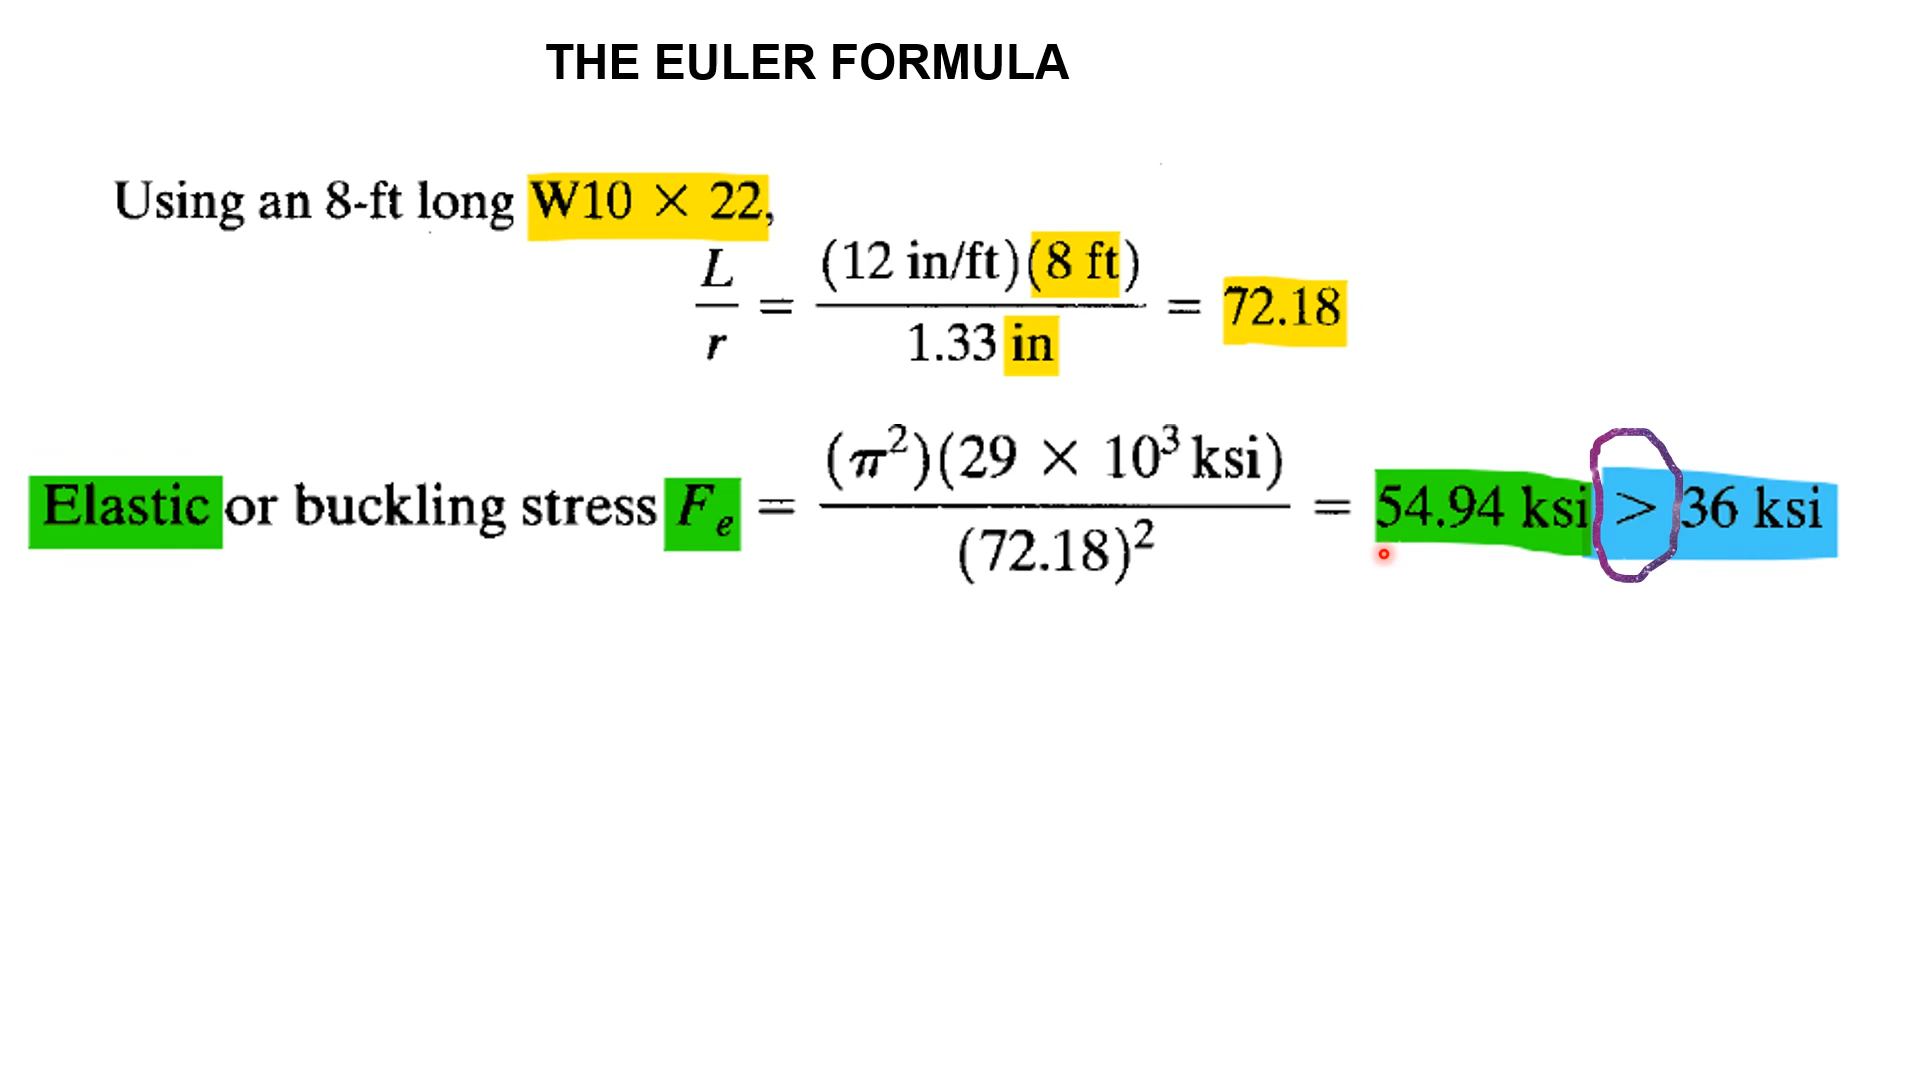 THE EULER FORMULA
Using an 8-ft long W10 × 22,
L/r = (12 in/ft)(8 ft)/1.33 in = 72.18
Elastic or buckling stress Fₑ = (π²)(29 × 10³ ksi)/(72.18)² = 54.94 ksi > 36 ksi